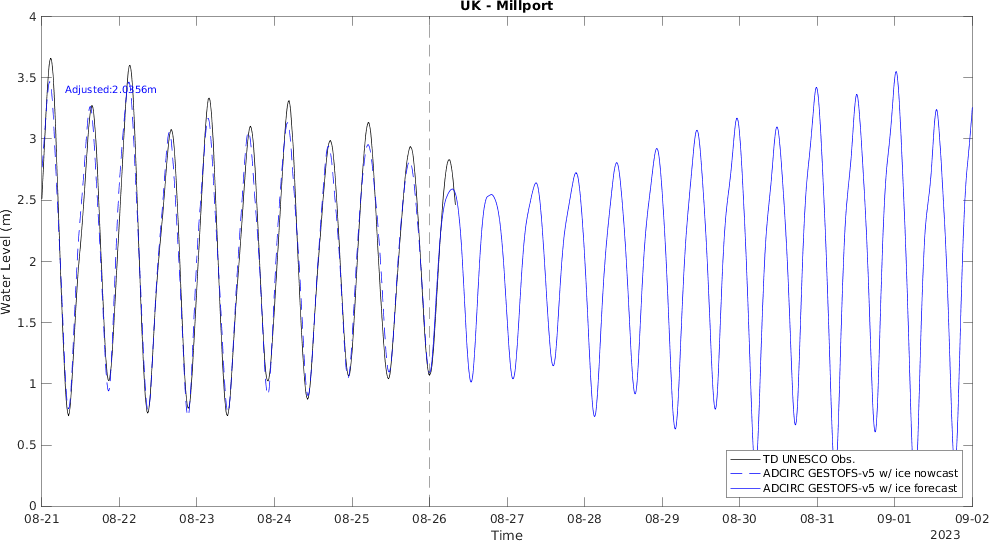 UK - Millport
4
3.5
3
2.5
2
1.5
1
0.5
0
Water Level (m)
Adjusted:2.0356m
TD UNESCO Obs.
ADCIRC GESTOFS-v5 w/ ice nowcast
ADCIRC GESTOFS-v5 w/ ice forecast
08-21 08-22 08-23 08-24 08-25 08-26 08-27 08-28 08-29 08-30 08-31 09-01 09-02
Time
2023